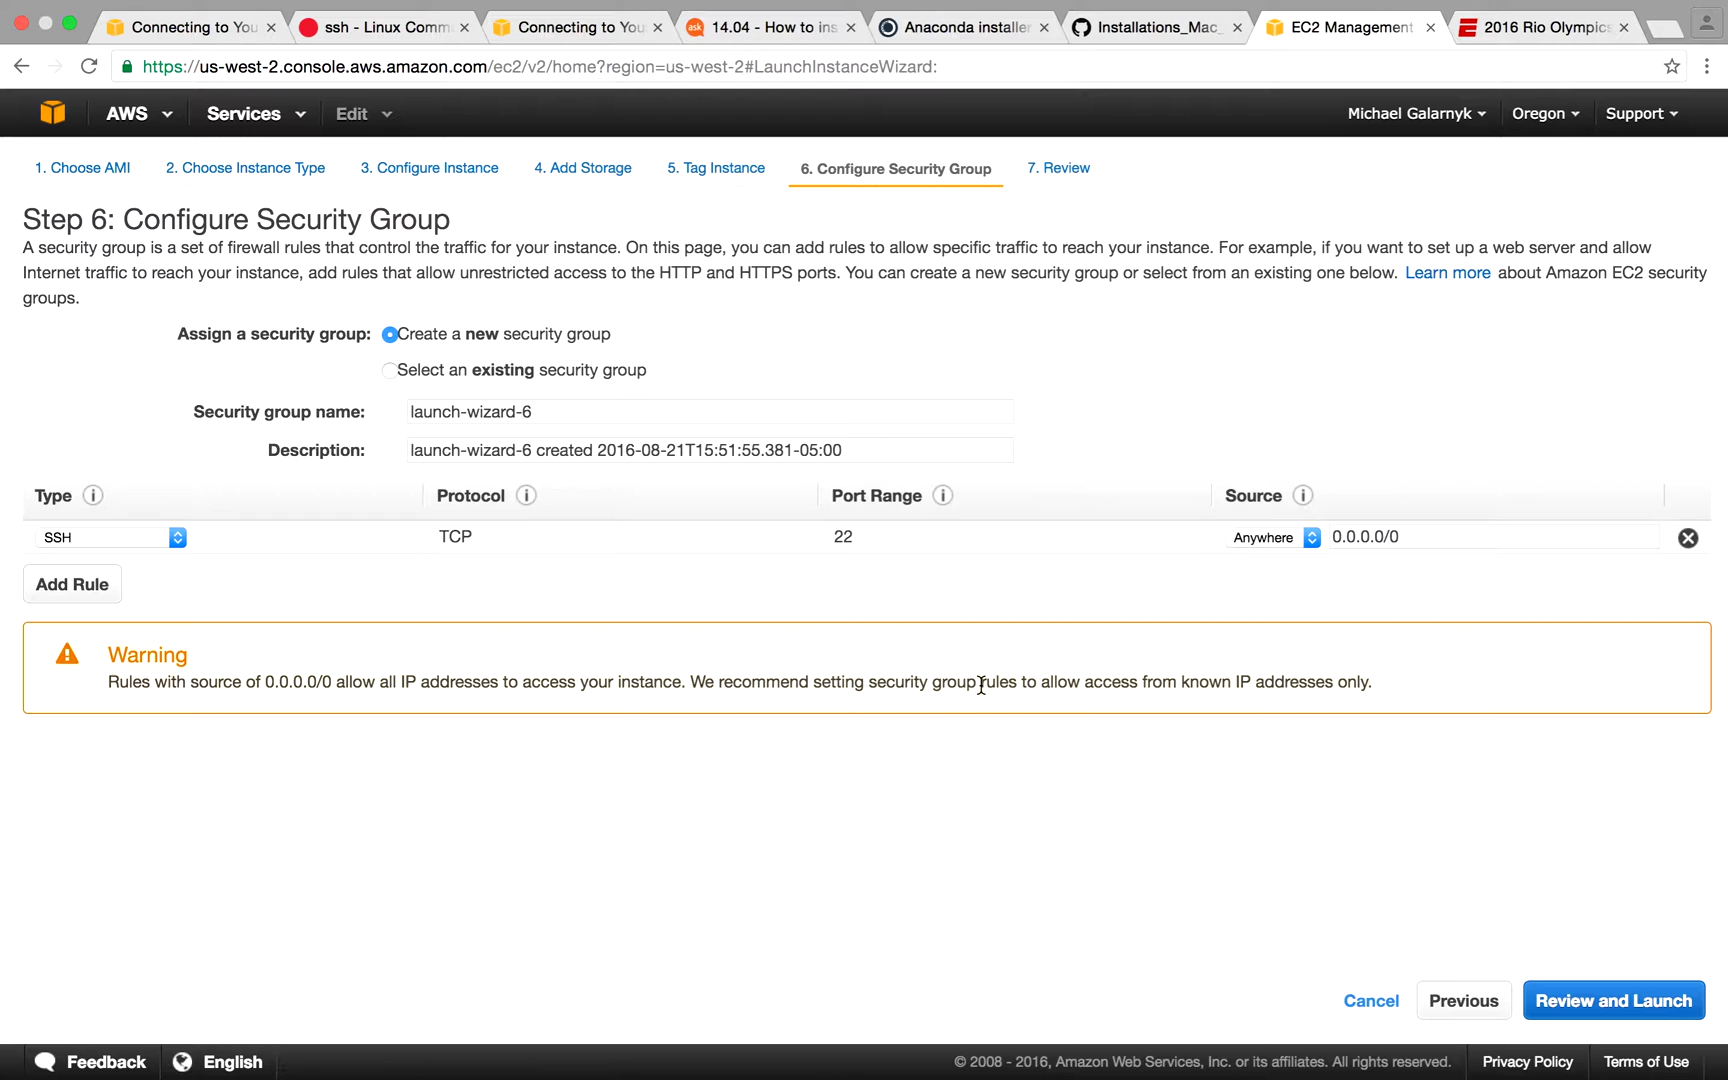 Connecting to You
ssh - Linux Comm
Connecting to You
ask
14.04 - How to ins
Anaconda installer
Installations_Mac_
EC2 Management
2016 Rio Olympics
https://us-west-2.console.aws.amazon.com/ec2/v2/home?region=us-west-2#LaunchInstanceWizard:
AWS
Services
Edit
Michael Galarnyk
Oregon
Support
1. Choose AMI
2. Choose Instance Type
3. Configure Instance
4. Add Storage
5. Tag Instance
6. Configure Security Group
7. Review
Step 6: Configure Security Group
A security group is a set of firewall rules that control the traffic for your instance. On this page, you can add rules to allow specific traffic to reach your instance. For example, if you want to set up a web server and allow
Internet traffic to reach your instance, add rules that allow unrestricted access to the HTTP and HTTPS ports. You can create a new security group or select from an existing one below. Learn more about Amazon EC2 security
groups.
Assign a security group:
Create a new security group
Select an existing security group
Security group name:
launch-wizard-6
Description:
launch-wizard-6 created 2016-08-21T15:51:55.381-05:00
Type i
Protocol i
Port Range i
Source i
SSH
TCP
22
Anywhere
0.0.0.0/0
Add Rule
Warning
Rules with source of 0.0.0.0/0 allow all IP addresses to access your instance. We recommend setting security group rules to allow access from known IP addresses only.
Cancel
Previous
Review and Launch
Feedback
English
© 2008 - 2016, Amazon Web Services, Inc. or its affiliates. All rights reserved.
Privacy Policy
Terms of Use